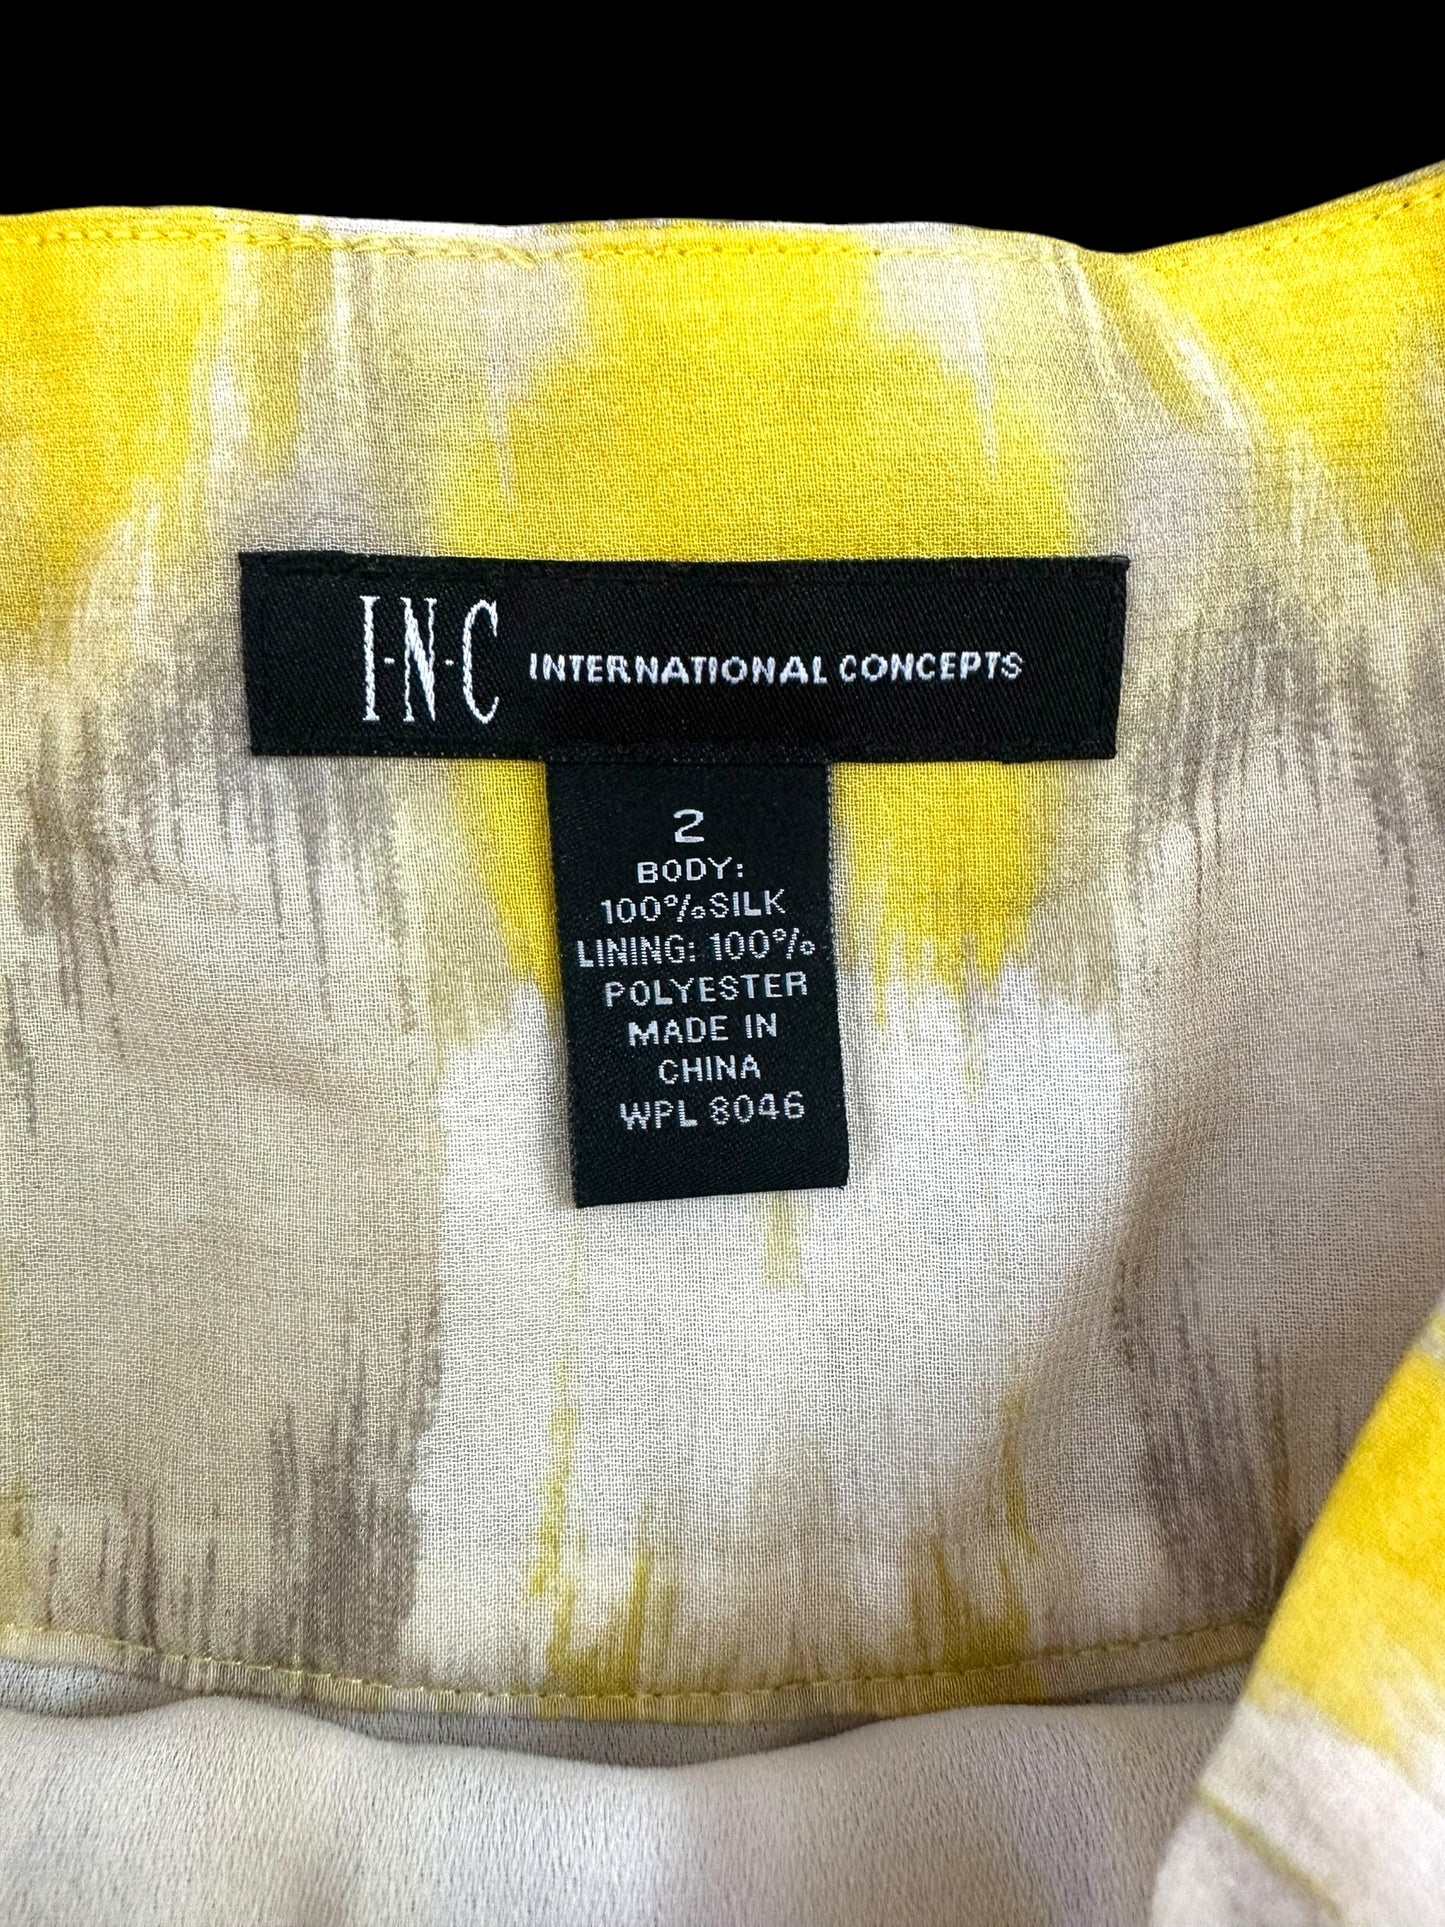 I·N·C INTERNATIONAL CONCEPTS
2
BODY:
100%SILK
LINING: 100%
POLYESTER
MADE IN
CHINA
WPL 8046